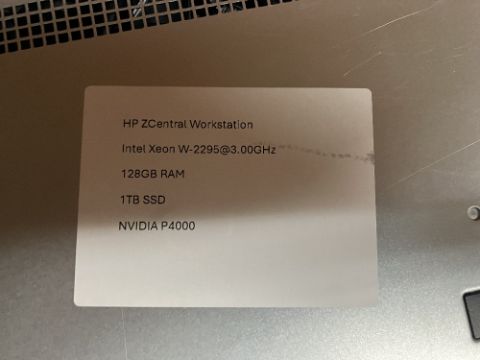 HP ZCentral Workstation
Intel Xeon W-2295@3.00GHz
128GB RAM
1TB SSD
NVIDIA P4000